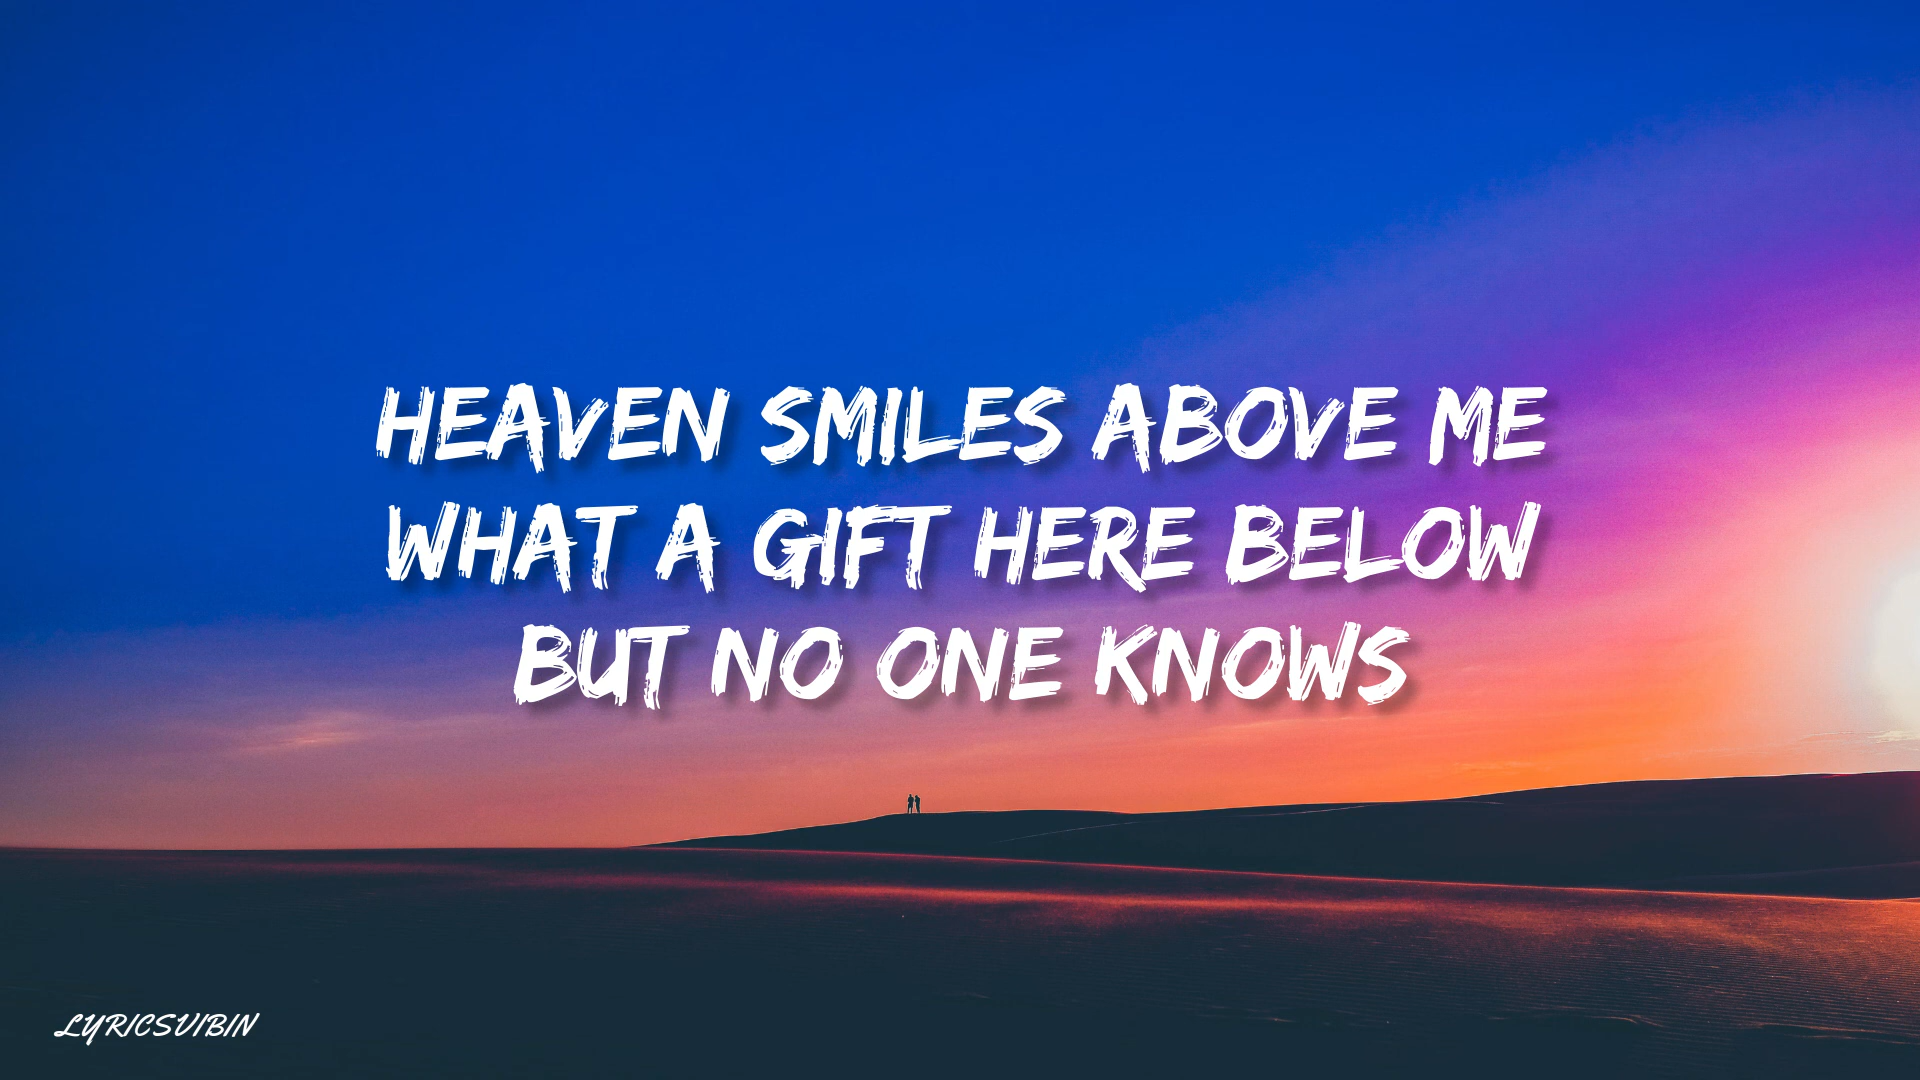 HEAVEN SMILES ABOVE ME
WHAT A GIFT HERE BELOW
BUT NO ONE KNOWS
LYRICSVIBIN